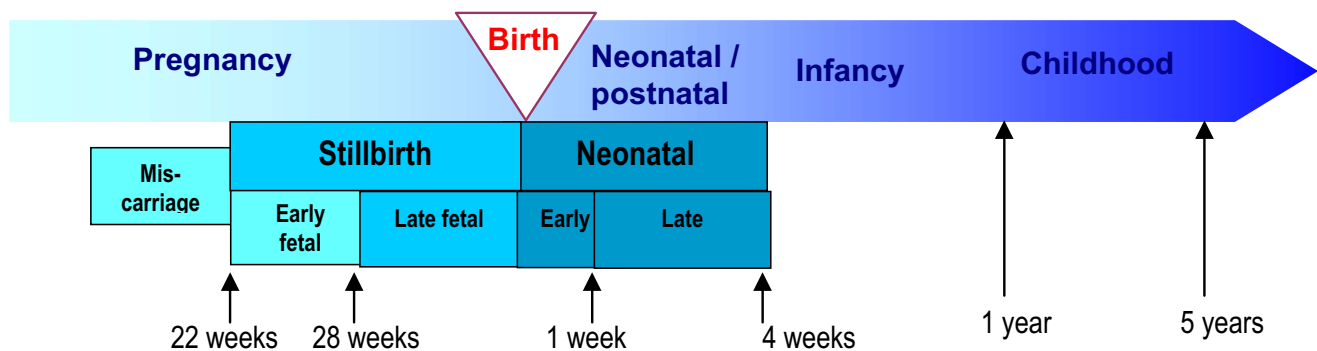 Pregnancy
Birth
Neonatal /
postnatal
Infancy
Childhood
Stillbirth
Neonatal
Mis-
carriage
Early
fetal
Late fetal
Early
Late
22 weeks
28 weeks
1 week
4 weeks
1 year
5 years